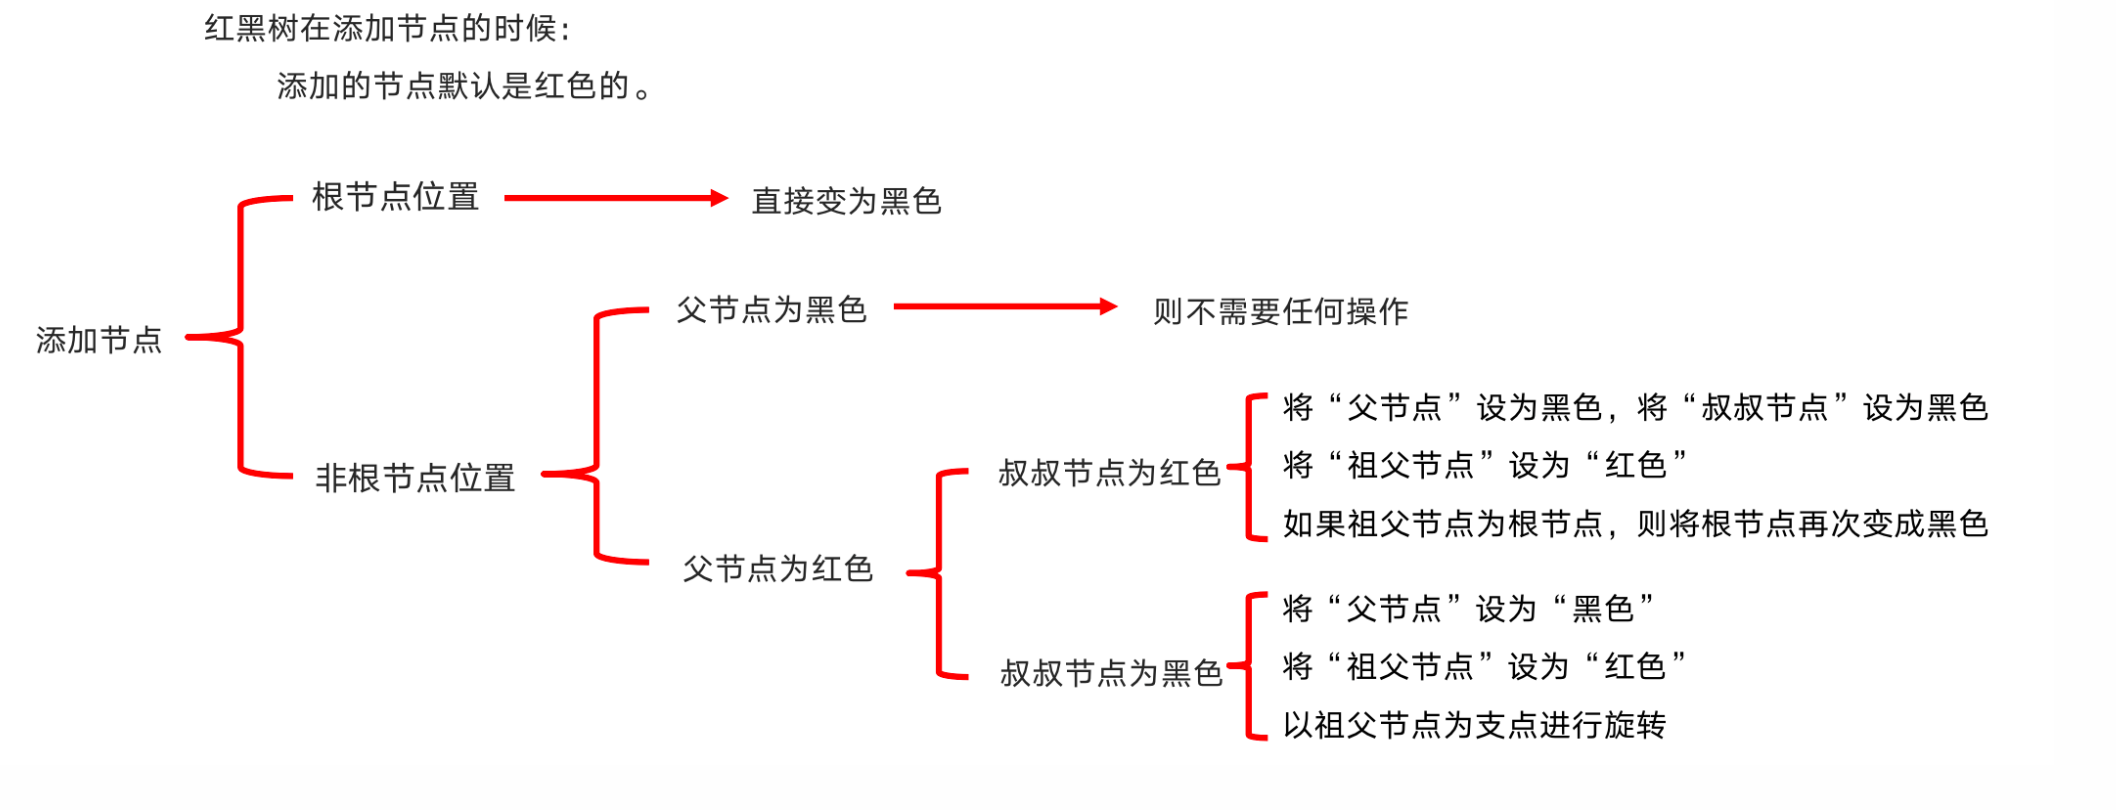 红黑树在添加节点的时候：
添加的节点默认是红色的。
添加节点
根节点位置
直接变为黑色
非根节点位置
父节点为黑色
则不需要任何操作
父节点为红色
叔叔节点为红色
将“父节点”设为黑色，将“叔叔节点”设为黑色
将“祖父节点”设为“红色”
如果祖父节点为根节点，则将根节点再次变成黑色
叔叔节点为黑色
将“父节点”设为“黑色”
将“祖父节点”设为“红色”
以祖父节点为支点进行旋转